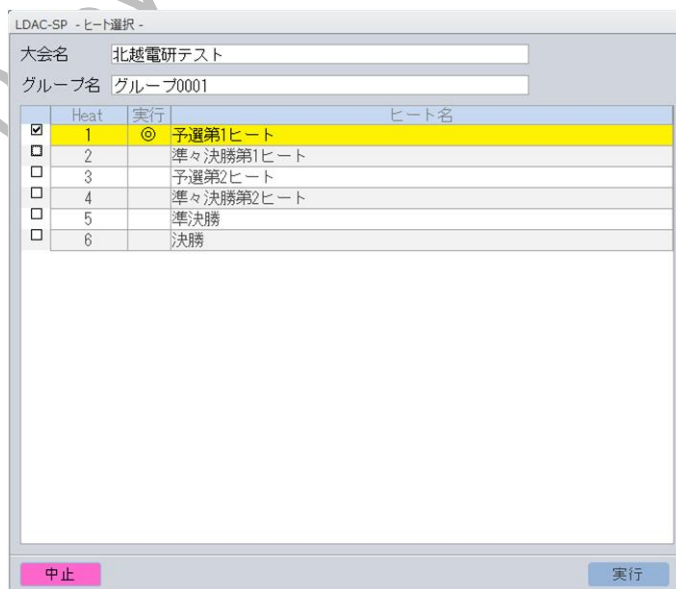 LDAC-SP - ヒート選択 -
大会名 北越電研テスト
グループ名 グループ0001
Heat 実行 ヒート名
1 ◎ 予選第1ヒート
2 準々決勝第1ヒート
3 予選第2ヒート
4 準々決勝第2ヒート
5 準決勝
6 決勝
中止 実行